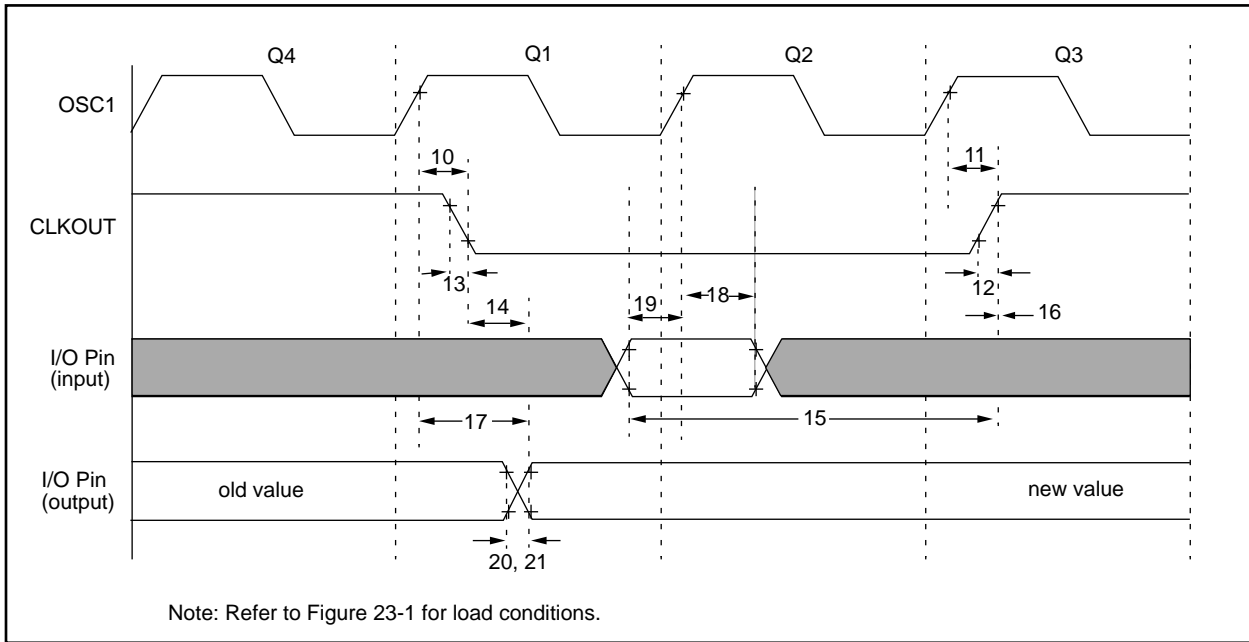 Q4
Q1
Q2
Q3
OSC1
10
11
CLKOUT
13
12
14
19
18
16
I/O Pin
(input)
17
15
I/O Pin
(output)
old value
new value
20, 21
Note: Refer to Figure 23-1 for load conditions.